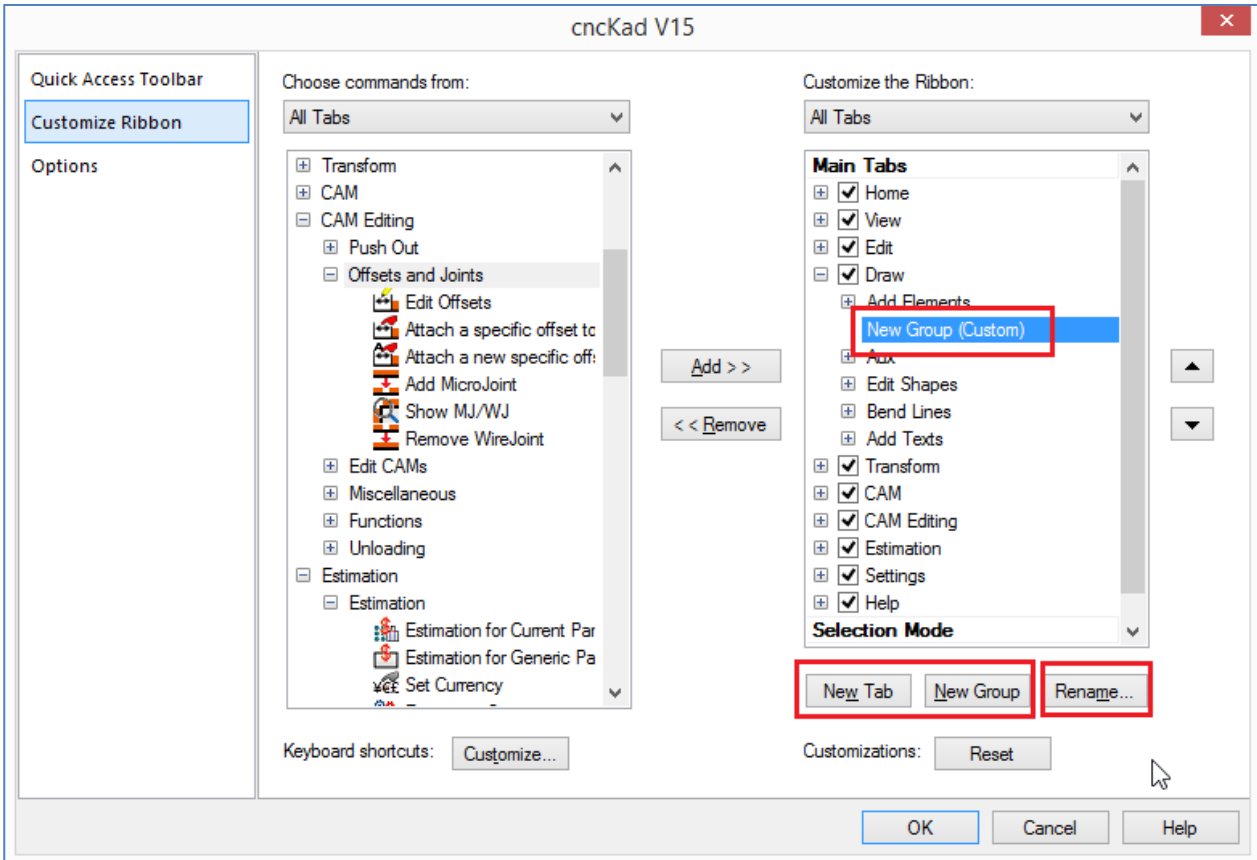 cncKad V15
Quick Access Toolbar
Customize Ribbon
Options
Choose commands from:
All Tabs
Transform
CAM
CAM Editing
Push Out
Offsets and Joints
Edit Offsets
Attach a specific offset to
Attach a new specific off
Add MicroJoint
Show MJ/WJ
Remove WireJoint
Edit CAMs
Miscellaneous
Functions
Unloading
Estimation
Estimation
Estimation for Current Par
Estimation for Generic Pa
Set Currency
Keyboard shortcuts:
Customize...
Add > >
< < Remove
Customize the Ribbon:
All Tabs
Main Tabs
Home
View
Edit
Draw
Add Elements
New Group (Custom)
Aux
Edit Shapes
Bend Lines
Add Texts
Transform
CAM
CAM Editing
Estimation
Settings
Help
Selection Mode
New Tab New Group Rename...
Customizations: Reset
OK Cancel Help